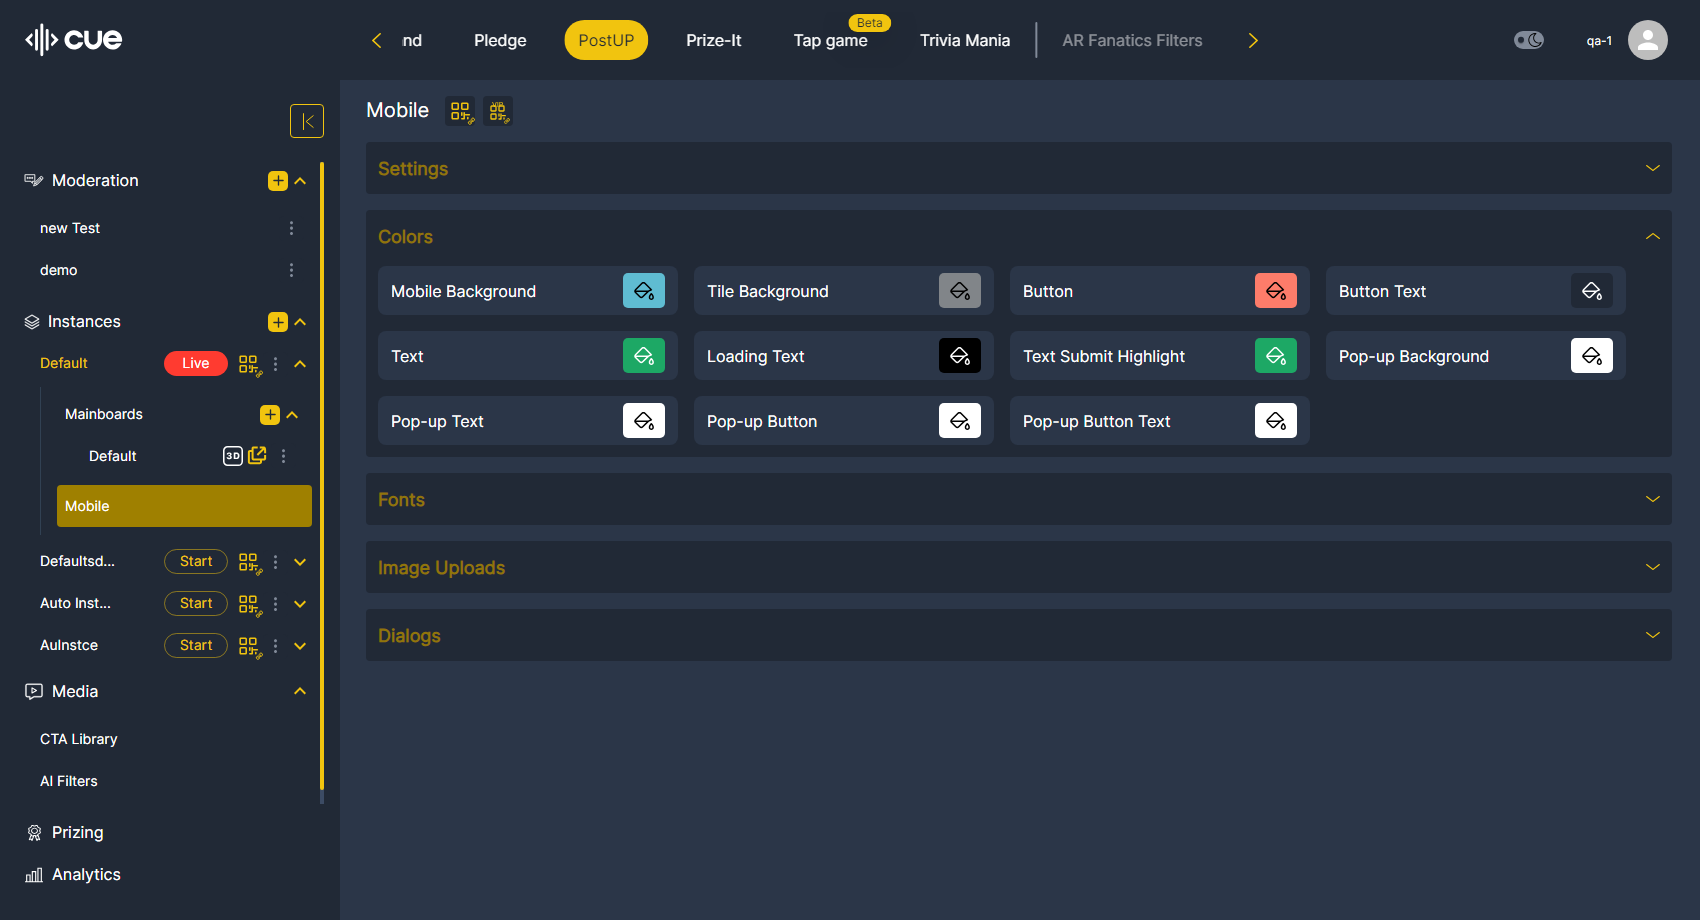 cue
nd
Pledge
PostUP
Prize-It
Beta
Tap game
Trivia Mania
AR Fanatics Filters
qa-1
Moderation
new Test
demo
Instances
Default
Live
Mainboards
Default
3D
Mobile
Defaultsd...
Start
Auto Inst...
Start
AuInstce
Start
Media
CTA Library
AI Filters
Prizing
Analytics
Mobile
VIP
Settings
Colors
Mobile Background
Tile Background
Button
Button Text
Text
Loading Text
Text Submit Highlight
Pop-up Background
Pop-up Text
Pop-up Button
Pop-up Button Text
Fonts
Image Uploads
Dialogs